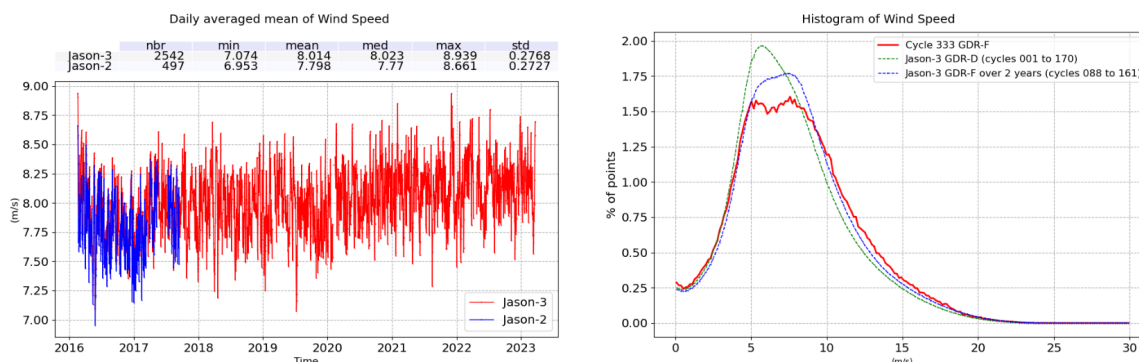 Daily averaged mean of Wind Speed
nbr min mean med max std
Jason-3 2542 7.074 8.014 8.023 8.939 0.2768
Jason-2 497 6.953 7.798 7.77 8.661 0.2727
9.00
8.75
8.50
8.25
8.00
7.75
7.50
7.25
7.00
(m/s)
2016 2017 2018 2019 2020 2021 2022 2023
Time
Jason-3
Jason-2
Histogram of Wind Speed
Cycle 333 GDR-F
Jason-3 GDR-D (cycles 001 to 170)
Jason-3 GDR-F over 2 years (cycles 088 to 161)
2.00
1.75
1.50
1.25
1.00
0.75
0.50
0.25
0.00
% of points
0 5 10 15 20 25 30
(m/s)